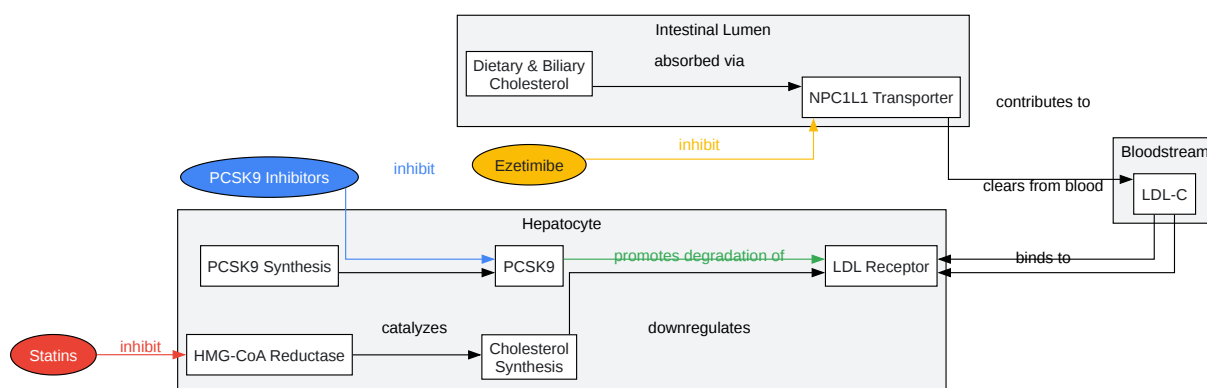 Intestinal Lumen
Dietary & Biliary
Cholesterol
absorbed via
NPC1L1 Transporter
contributes to
inhibit
Ezetimibe
PCSK9 Inhibitors
inhibit
Bloodstream
clears from blood
LDL-C
Hepatocyte
PCSK9 Synthesis
PCSK9
promotes degradation of
LDL Receptor
binds to
Statins
inhibit
HMG-CoA Reductase
catalyzes
Cholesterol
Synthesis
downregulates